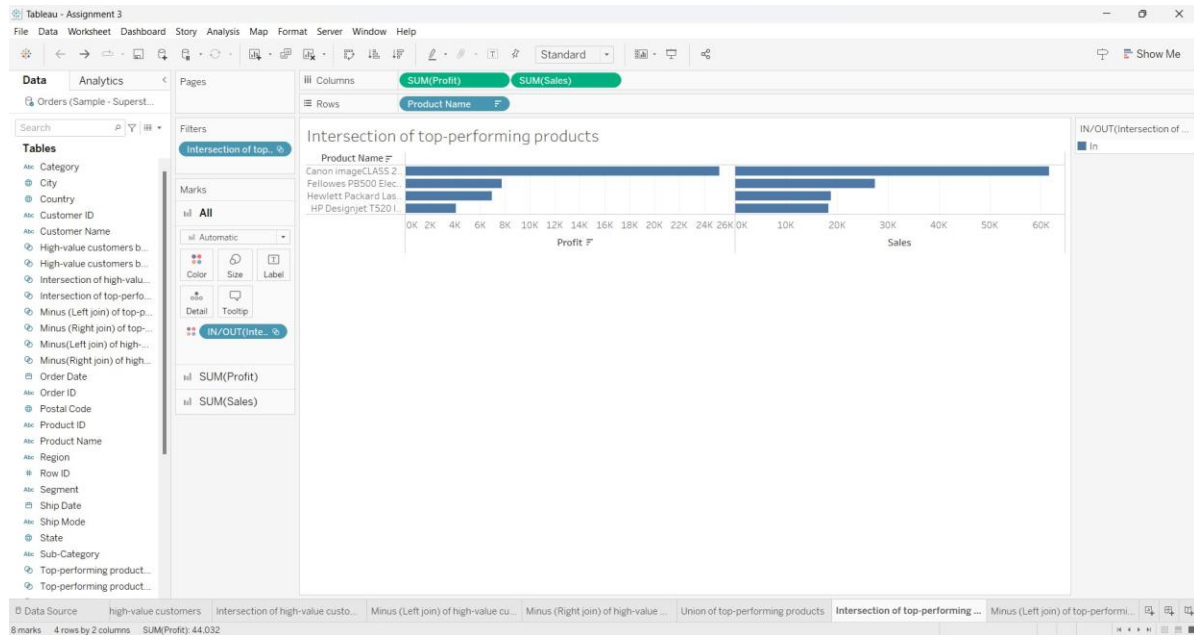 Tableau - Assignment 3
File Data Worksheet Dashboard Story Analysis Map Format Server Window Help
Standard
Show Me
Data Analytics
Orders (Sample - Superst...
Search
Tables
Abc Category
City
Country
Abc Customer ID
Abc Customer Name
High-value customers b...
High-value customers b...
Intersection of high-valu...
Intersection of top-perfo...
Minus (Left join) of top-p...
Minus (Right join) of top-...
Minus(Left join) of high-...
Minus(Right join) of high...
Order Date
Abc Order ID
Postal Code
Abc Product ID
Abc Product Name
Abc Region
# Row ID
Abc Segment
Ship Date
Abc Ship Mode
State
Abc Sub-Category
Top-performing product...
Top-performing product...
Pages
Filters
Intersection of top..
Marks
All
Automatic
Color Size Label
Detail Tooltip
IN/OUT(Inte..
SUM(Profit)
SUM(Sales)
Columns SUM(Profit) SUM(Sales)
Rows Product Name
Intersection of top-performing products
Product Name
Canon imageCLASS 2..
Fellowes PB500 Elec..
Hewlett Packard Las..
HP Designjet T520 I..
0K 2K 4K 6K 8K 10K 12K 14K 16K 18K 20K 22K 24K 26K 0K 10K 20K 30K 40K 50K 60K
Profit Sales
IN/OUT(Intersection of ...
In
Data Source high-value customers Intersection of high-value custo... Minus (Left join) of high-value cu... Minus (Right join) of high-value ... Union of top-performing products Intersection of top-performing ... Minus (Left join) of top-performi...
8 marks 4 rows by 2 columns SUM(Profit): 44,032